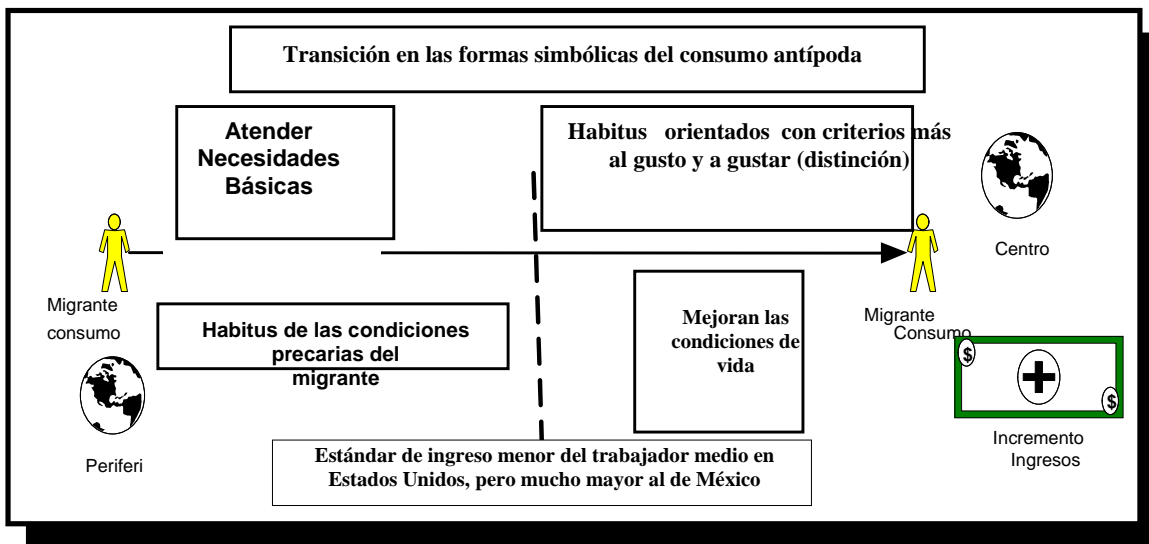 Transición en las formas simbólicas del consumo antípoda
Atender
Necesidades
Básicas
Habitus orientados con criterios más
al gusto y a gustar (distinción)
Centro
Migrante
consumo
Habitus de las condiciones
precarias del
migrante
Mejoran las
condiciones de
vida
Migrante
Consumo
$
$
Periferi
Incremento
Ingresos
Estándar de ingreso menor del trabajador medio en
Estados Unidos, pero mucho mayor al de México